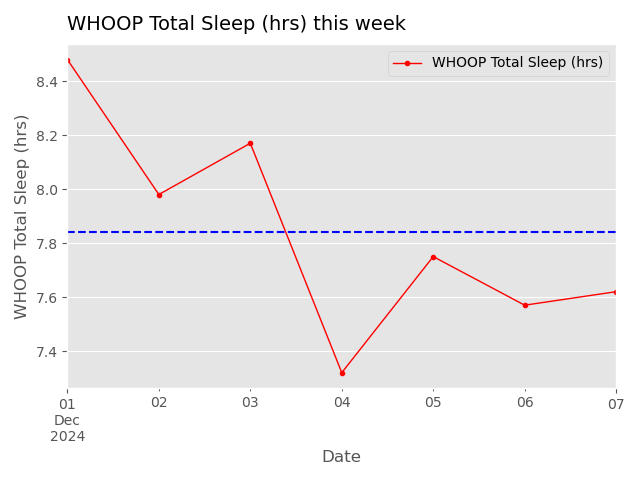 WHOOP Total Sleep (hrs) this week
WHOOP Total Sleep (hrs)
WHOOP Total Sleep (hrs)
8.4
8.2
8.0
7.8
7.6
7.4
01 02 03 04 05 06 07
Dec
2024
Date